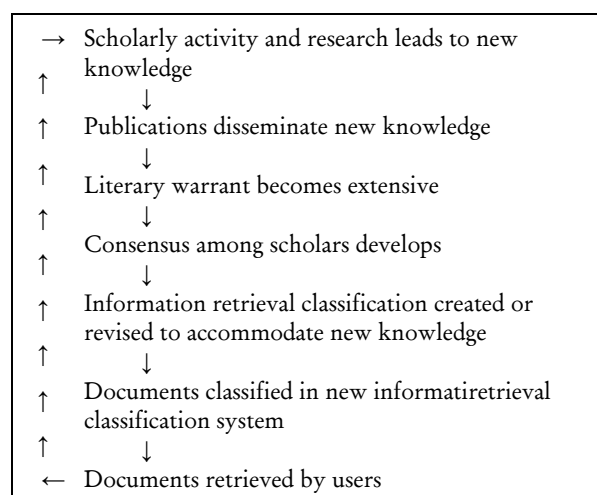 → Scholarly activity and research leads to new
↑ knowledge
↓
↑ Publications disseminate new knowledge
↓
↑ Literary warrant becomes extensive
↑ ↓
Consensus among scholars develops
↑ ↓
↑ Information retrieval classification created or
revised to accommodate new knowledge
↑ ↓
↑ Documents classified in new informatiretrieval
classification system
↑ ↓
← Documents retrieved by users